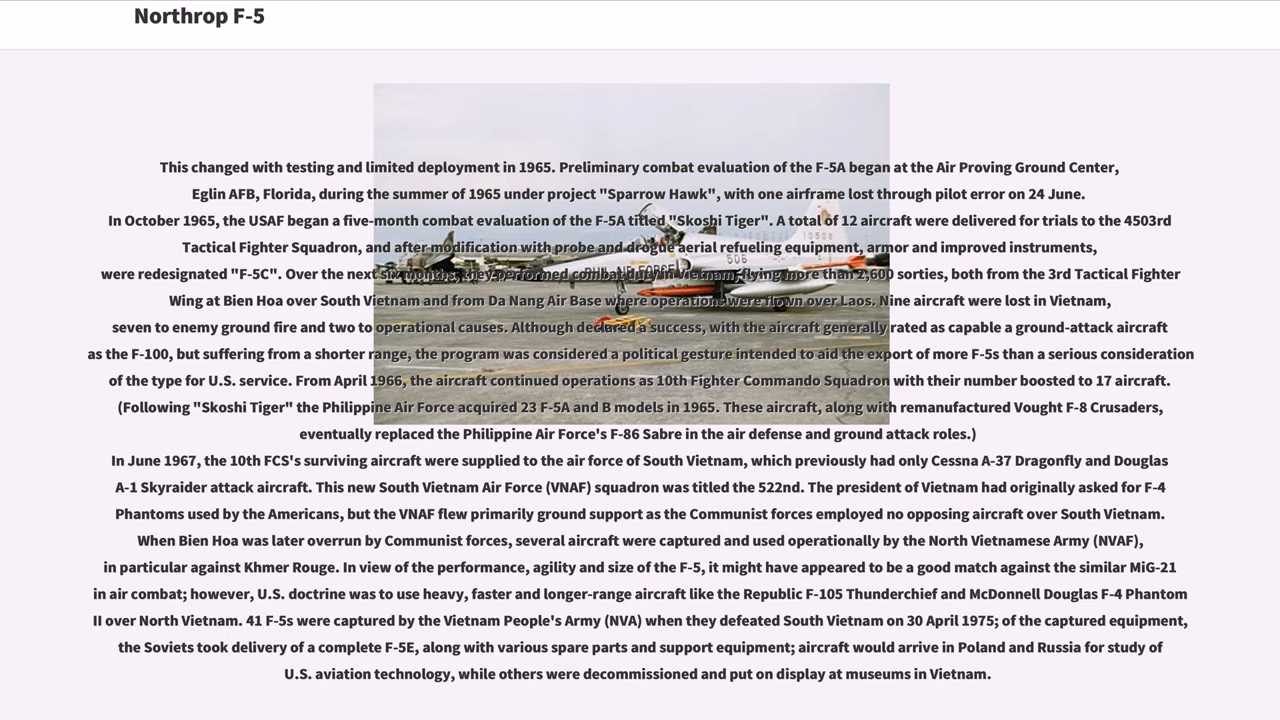 Northrop F-5
This changed with testing and limited deployment in 1965. Preliminary combat evaluation of the F-5A began at the Air Proving Ground Center,
Eglin AFB, Florida, during the summer of 1965 under project "Sparrow Hawk", with one airframe lost through pilot error on 24 June.
In October 1965, the USAF began a five-month combat evaluation of the F-5A titled "Skoshi Tiger". A total of 12 aircraft were delivered for trials to the 4503rd
Tactical Fighter Squadron, and after modification with probe and drogue aerial refueling equipment, armor and improved instruments,
were redesignated "F-5C". Over the next six months, they performed combat duty in Vietnam, flying more than 2,600 sorties, both from the 3rd Tactical Fighter
Wing at Bien Hoa over South Vietnam and from Da Nang Air Base where operations were flown over Laos. Nine aircraft were lost in Vietnam,
seven to enemy ground fire and two to operational causes. Although declared a success, with the aircraft generally rated as capable a ground-attack aircraft
as the F-100, but suffering from a shorter range, the program was considered a political gesture intended to aid the export of more F-5s than a serious consideration
of the type for U.S. service. From April 1966, the aircraft continued operations as 10th Fighter Commando Squadron with their number boosted to 17 aircraft.
(Following "Skoshi Tiger" the Philippine Air Force acquired 23 F-5A and B models in 1965. These aircraft, along with remanufactured Vought F-8 Crusaders,
eventually replaced the Philippine Air Force's F-86 Sabre in the air defense and ground attack roles.)
In June 1967, the 10th FCS's surviving aircraft were supplied to the air force of South Vietnam, which previously had only Cessna A-37 Dragonfly and Douglas
A-1 Skyraider attack aircraft. This new South Vietnam Air Force (VNAF) squadron was titled the 522nd. The president of Vietnam had originally asked for F-4
Phantoms used by the Americans, but the VNAF flew primarily ground support as the Communist forces employed no opposing aircraft over South Vietnam.
When Bien Hoa was later overrun by Communist forces, several aircraft were captured and used operationally by the North Vietnamese Army (NVAF),
in particular against Khmer Rouge. In view of the performance, agility and size of the F-5, it might have appeared to be a good match against the similar MiG-21
in air combat; however, U.S. doctrine was to use heavy, faster and longer-range aircraft like the Republic F-105 Thunderchief and McDonnell Douglas F-4 Phantom
II over North Vietnam. 41 F-5s were captured by the Vietnam People's Army (NVA) when they defeated South Vietnam on 30 April 1975; of the captured equipment,
the Soviets took delivery of a complete F-5E, along with various spare parts and support equipment; aircraft would arrive in Poland and Russia for study of
U.S. aviation technology, while others were decommissioned and put on display at museums in Vietnam.
10508
506
PHIL AIR FORCE